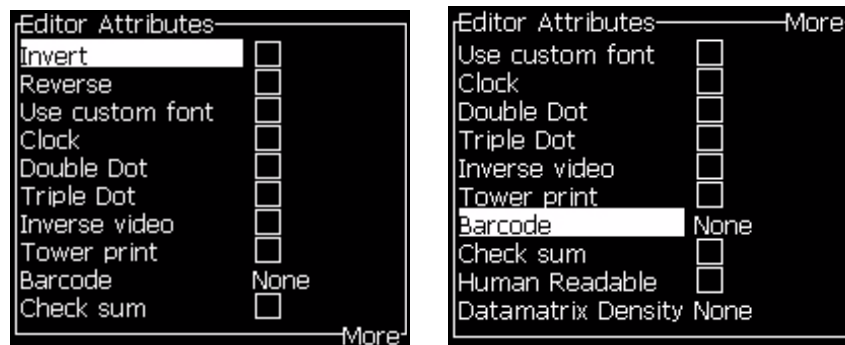 Editor Attributes
Invert
Reverse
Use custom font
Clock
Double Dot
Triple Dot
Inverse video
Tower print
Barcode None
Check sum
More
Editor Attributes More
Use custom font
Clock
Double Dot
Triple Dot
Inverse video
Tower print
Barcode None
Check sum
Human Readable
Datamatrix Density None